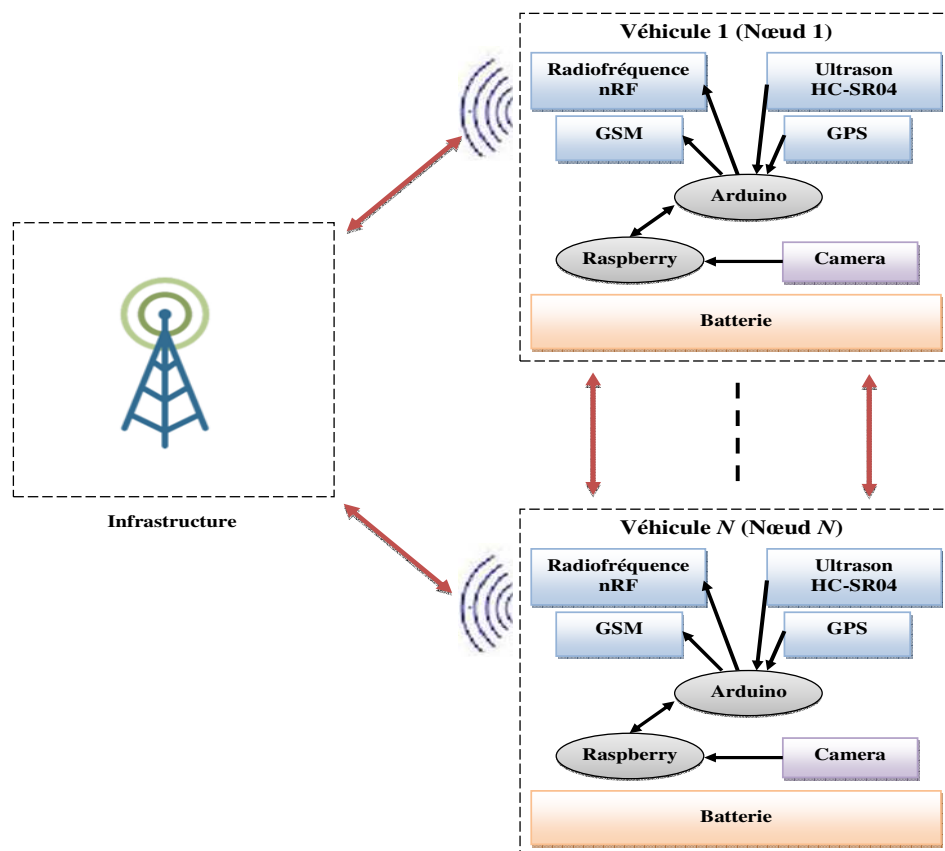 Véhicule 1 (Nœud 1)
Radiofréquence
nRF
Ultrason
HC-SR04
GSM
GPS
Arduino
Raspberry
Camera
Batterie
Infrastructure
Véhicule N (Nœud N)
Radiofréquence
nRF
Ultrason
HC-SR04
GSM
GPS
Arduino
Raspberry
Camera
Batterie